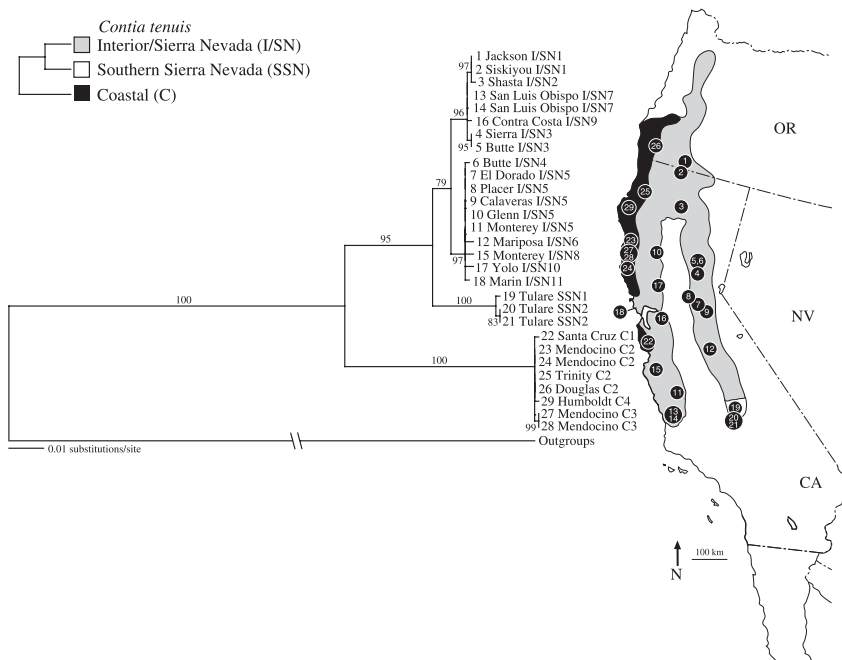 Contia tenuis
Interior/Sierra Nevada (I/SN)
Southern Sierra Nevada (SSN)
Coastal (C)
97
1 Jackson I/SN1
2 Siskiyou I/SN1
3 Shasta I/SN2
13 San Luis Obispo I/SN7
14 San Luis Obispo I/SN7
96
16 Contra Costa I/SN9
4 Sierra I/SN3
95
5 Butte I/SN3
6 Butte I/SN4
7 El Dorado I/SN5
79
8 Placer I/SN5
9 Calaveras I/SN5
10 Glenn I/SN5
11 Monterey I/SN5
95
12 Mariposa I/SN6
15 Monterey I/SN8
97
17 Yolo I/SN10
18 Marin I/SN11
100
100
19 Tulare SSN1
20 Tulare SSN2
83
21 Tulare SSN2
22 Santa Cruz C1
23 Mendocino C2
100
24 Mendocino C2
25 Trinity C2
26 Douglas C2
29 Humboldt C4
27 Mendocino C3
99
28 Mendocino C3
Outgroups
0.01 substitutions/site
OR
26
1
2
25
29
3
23
27
28
24
10
5,6
4
17
8
7
9
18
16
NV
22
12
15
11
13
14
19
20
21
CA
100 km
N